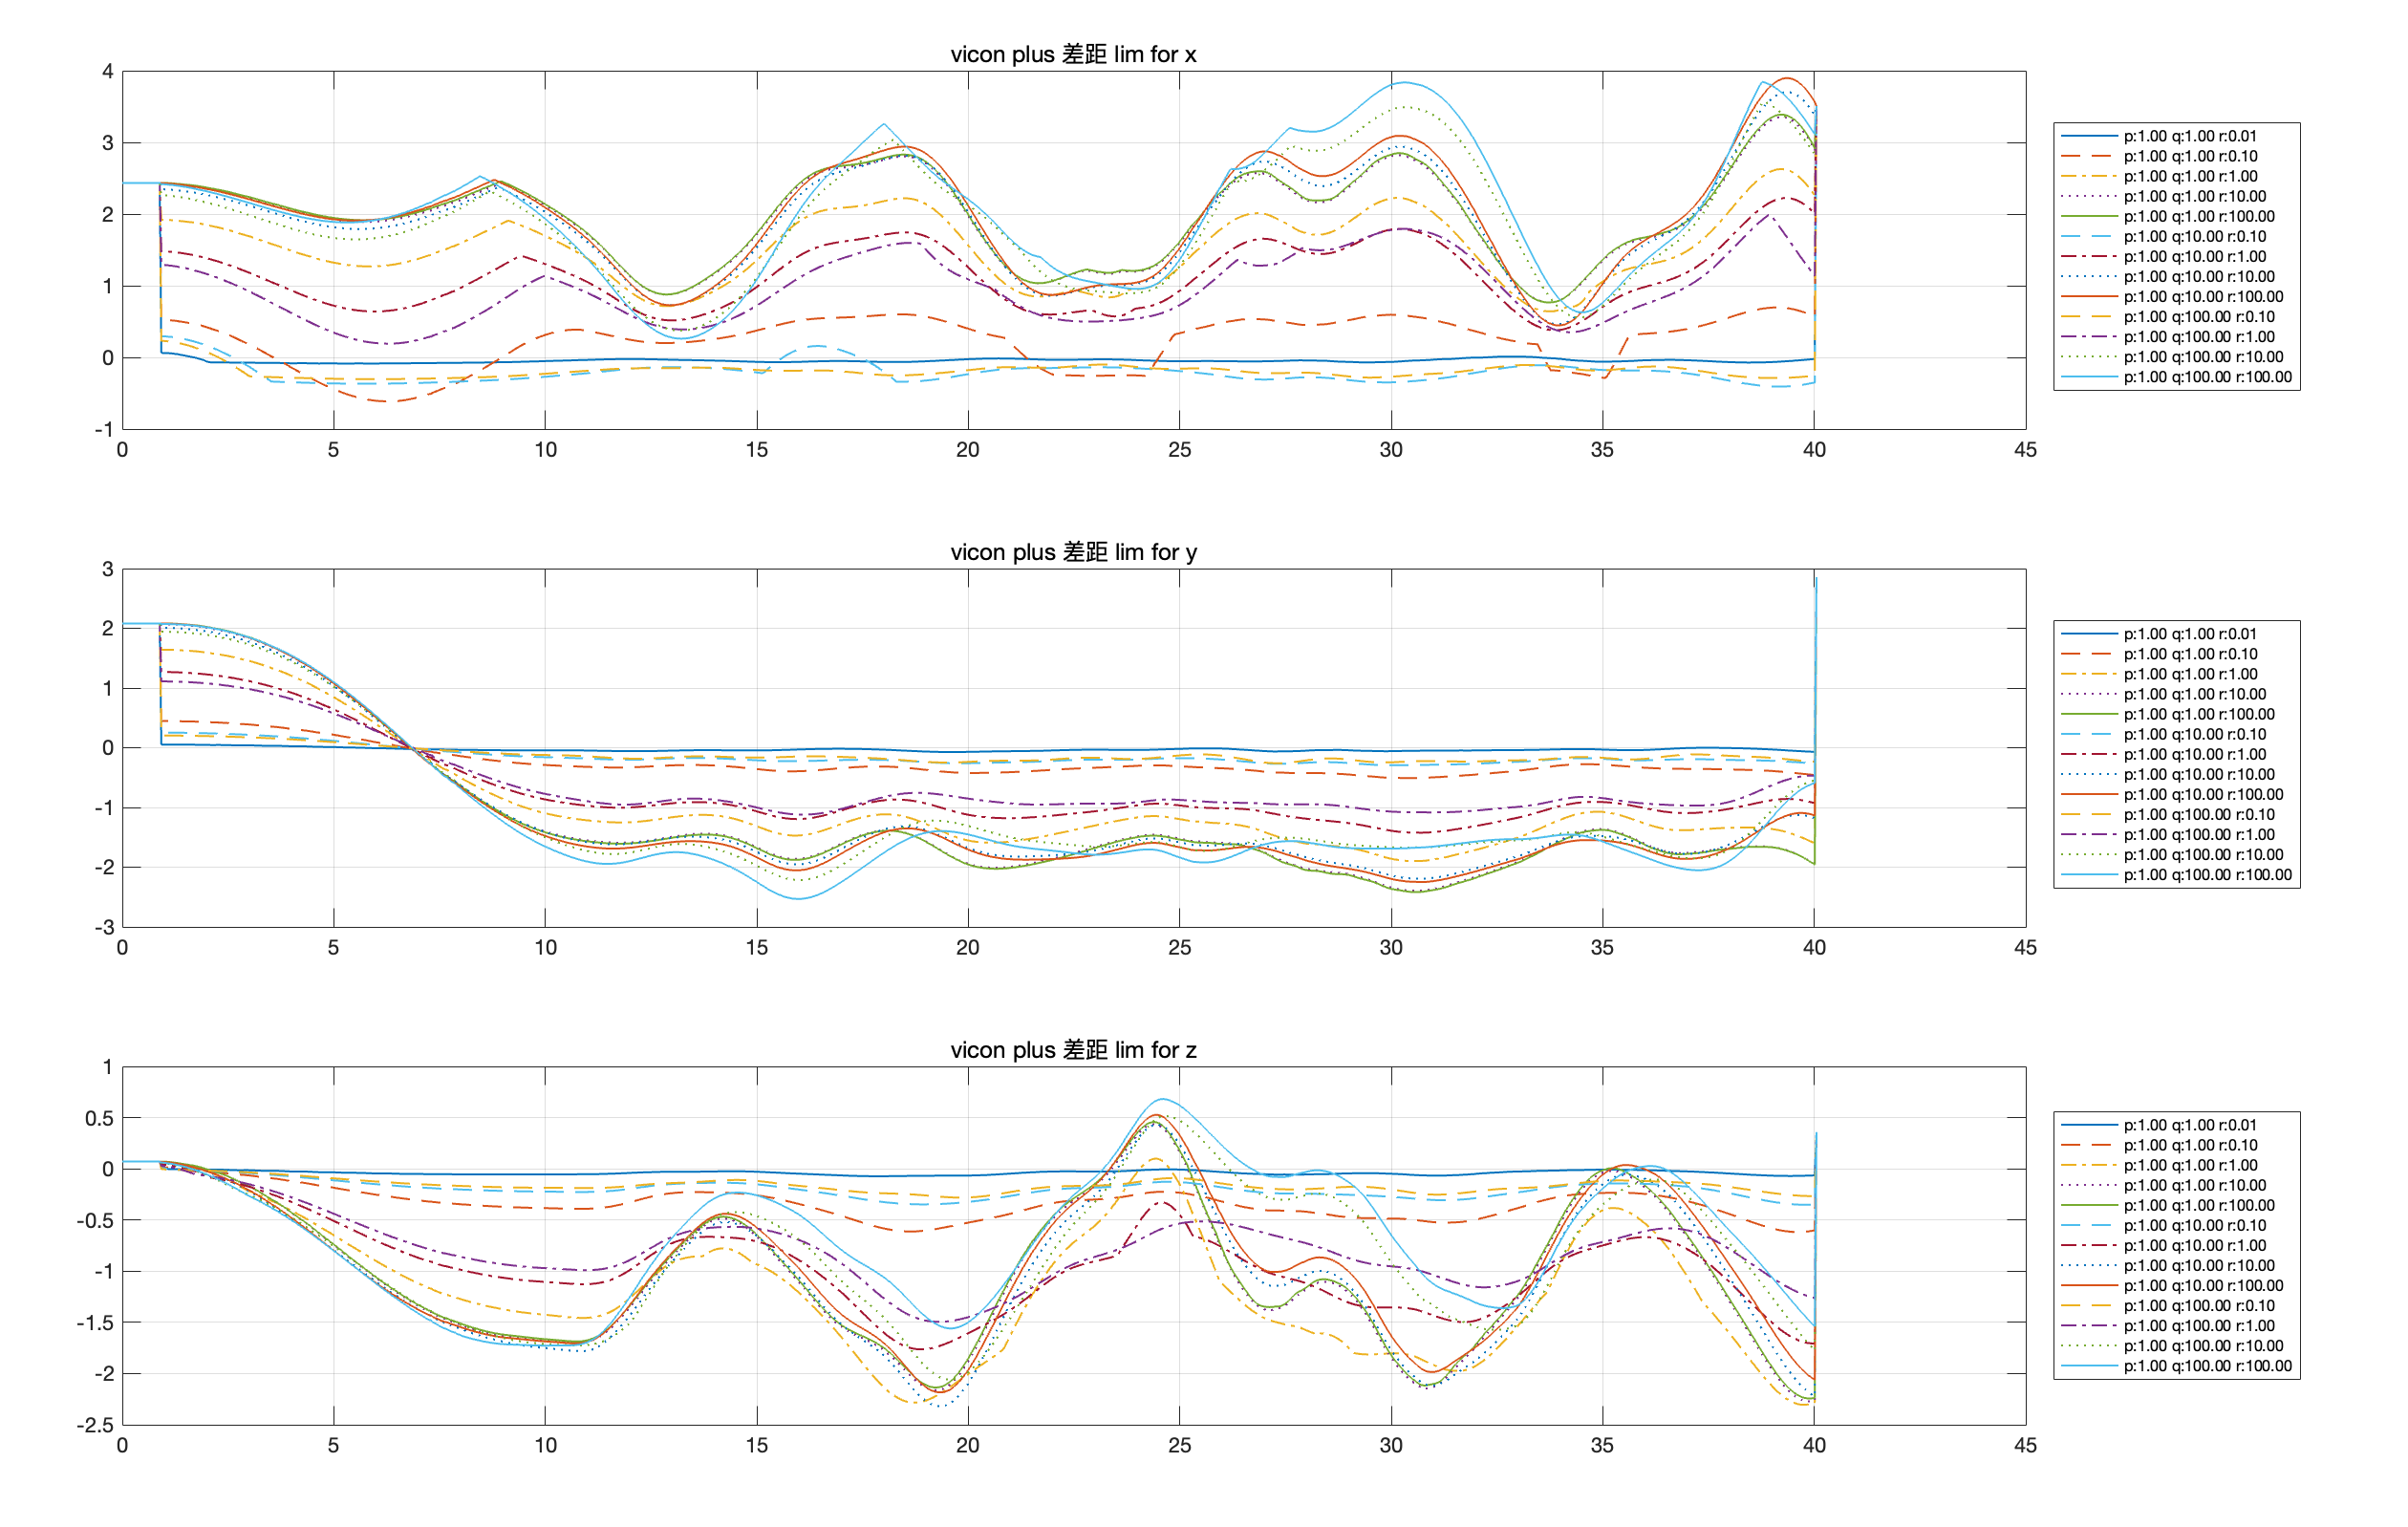 vicon plus 差距 lim for x
4
3
2
1
0
-1
0 5 10 15 20 25 30 35 40 45
p:1.00 q:1.00 r:0.01
p:1.00 q:1.00 r:0.10
p:1.00 q:1.00 r:1.00
p:1.00 q:1.00 r:10.00
p:1.00 q:1.00 r:100.00
p:1.00 q:10.00 r:0.10
p:1.00 q:10.00 r:1.00
p:1.00 q:10.00 r:10.00
p:1.00 q:10.00 r:100.00
p:1.00 q:100.00 r:0.10
p:1.00 q:100.00 r:1.00
p:1.00 q:100.00 r:10.00
p:1.00 q:100.00 r:100.00
vicon plus 差距 lim for y
3
2
1
0
-1
-2
-3
0 5 10 15 20 25 30 35 40 45
p:1.00 q:1.00 r:0.01
p:1.00 q:1.00 r:0.10
p:1.00 q:1.00 r:1.00
p:1.00 q:1.00 r:10.00
p:1.00 q:1.00 r:100.00
p:1.00 q:10.00 r:0.10
p:1.00 q:10.00 r:1.00
p:1.00 q:10.00 r:10.00
p:1.00 q:10.00 r:100.00
p:1.00 q:100.00 r:0.10
p:1.00 q:100.00 r:1.00
p:1.00 q:100.00 r:10.00
p:1.00 q:100.00 r:100.00
vicon plus 差距 lim for z
1
0.5
0
-0.5
-1
-1.5
-2
-2.5
0 5 10 15 20 25 30 35 40 45
p:1.00 q:1.00 r:0.01
p:1.00 q:1.00 r:0.10
p:1.00 q:1.00 r:1.00
p:1.00 q:1.00 r:10.00
p:1.00 q:1.00 r:100.00
p:1.00 q:10.00 r:0.10
p:1.00 q:10.00 r:1.00
p:1.00 q:10.00 r:10.00
p:1.00 q:10.00 r:100.00
p:1.00 q:100.00 r:0.10
p:1.00 q:100.00 r:1.00
p:1.00 q:100.00 r:10.00
p:1.00 q:100.00 r:100.00